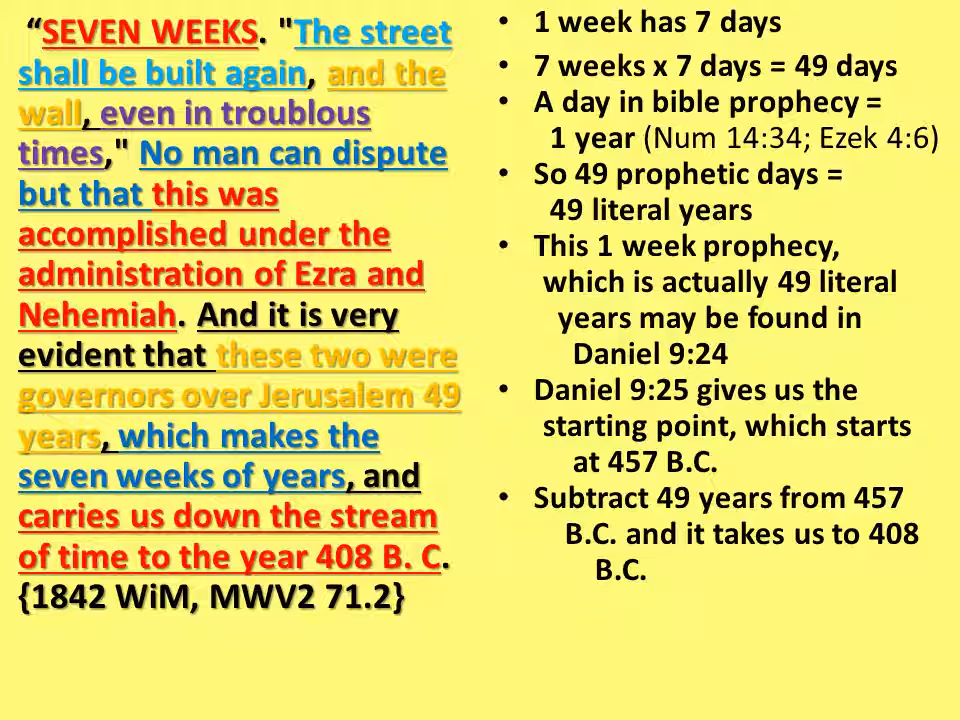 “SEVEN WEEKS. "The street
shall be built again, and the
wall, even in troublous
times," No man can dispute
but that this was
accomplished under the
administration of Ezra and
Nehemiah. And it is very
evident that these two were
governors over Jerusalem 49
years, which makes the
seven weeks of years, and
carries us down the stream
of time to the year 408 B. C.
{1842 WiM, MWV2 71.2}
• 1 week has 7 days
• 7 weeks x 7 days = 49 days
• A day in bible prophecy =
1 year (Num 14:34; Ezek 4:6)
• So 49 prophetic days =
49 literal years
• This 1 week prophecy,
which is actually 49 literal
years may be found in
Daniel 9:24
• Daniel 9:25 gives us the
starting point, which starts
at 457 B.C.
• Subtract 49 years from 457
B.C. and it takes us to 408
B.C.